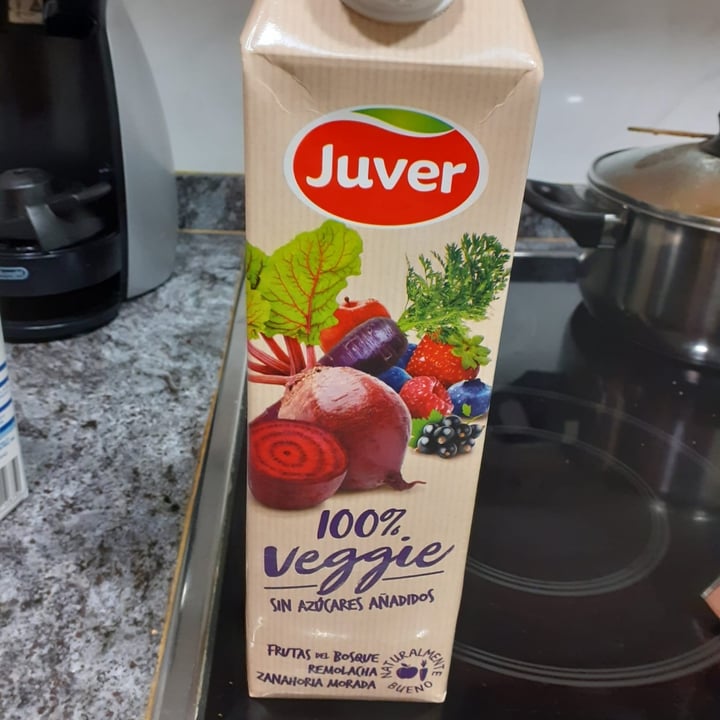 Juver
100%
Veggie
SIN AZÚCARES AÑADIDOS
FRUTAS DEL BOSQUE
REMOLACHA
ZANAHORIA MORADA
NATURALMENTE
BUENO